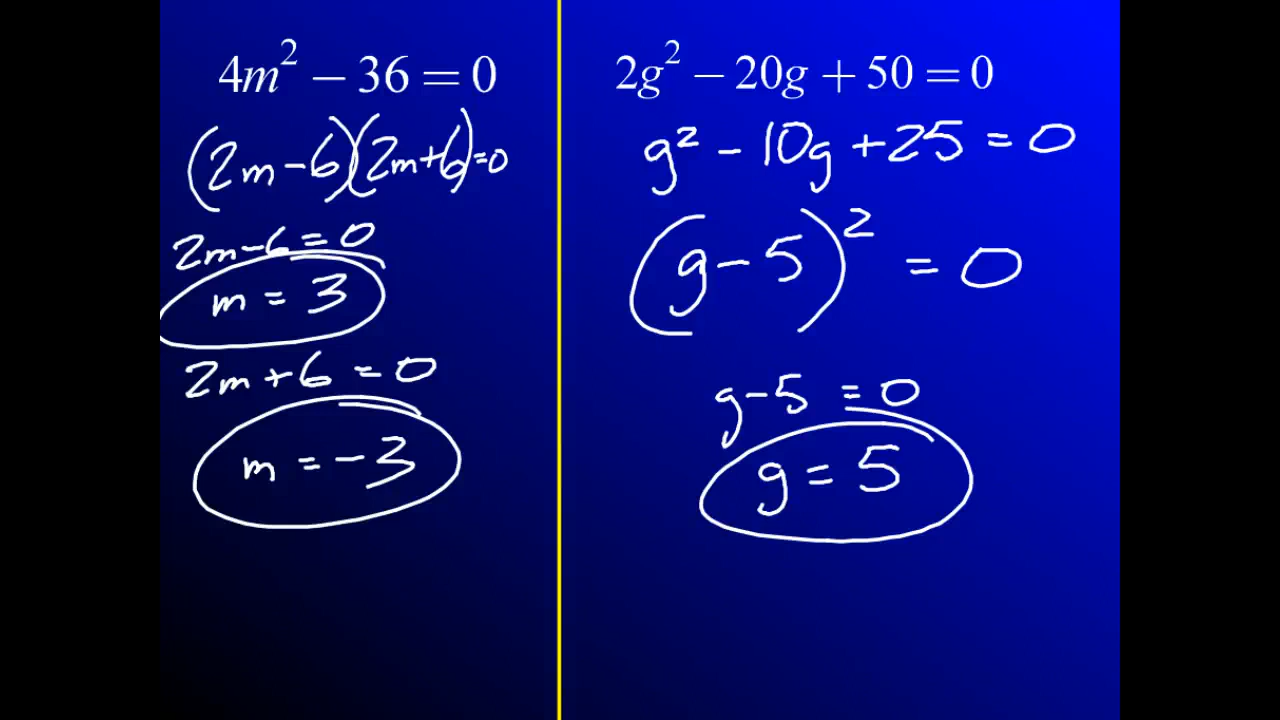 4m² − 36 = 0
(2m − 6)(2m + 6) = 0
2m − 6 = 0
m = 3
2m + 6 = 0
m = −3
2g² − 20g + 50 = 0
g² − 10g + 25 = 0
(g − 5)² = 0
g − 5 = 0
g = 5